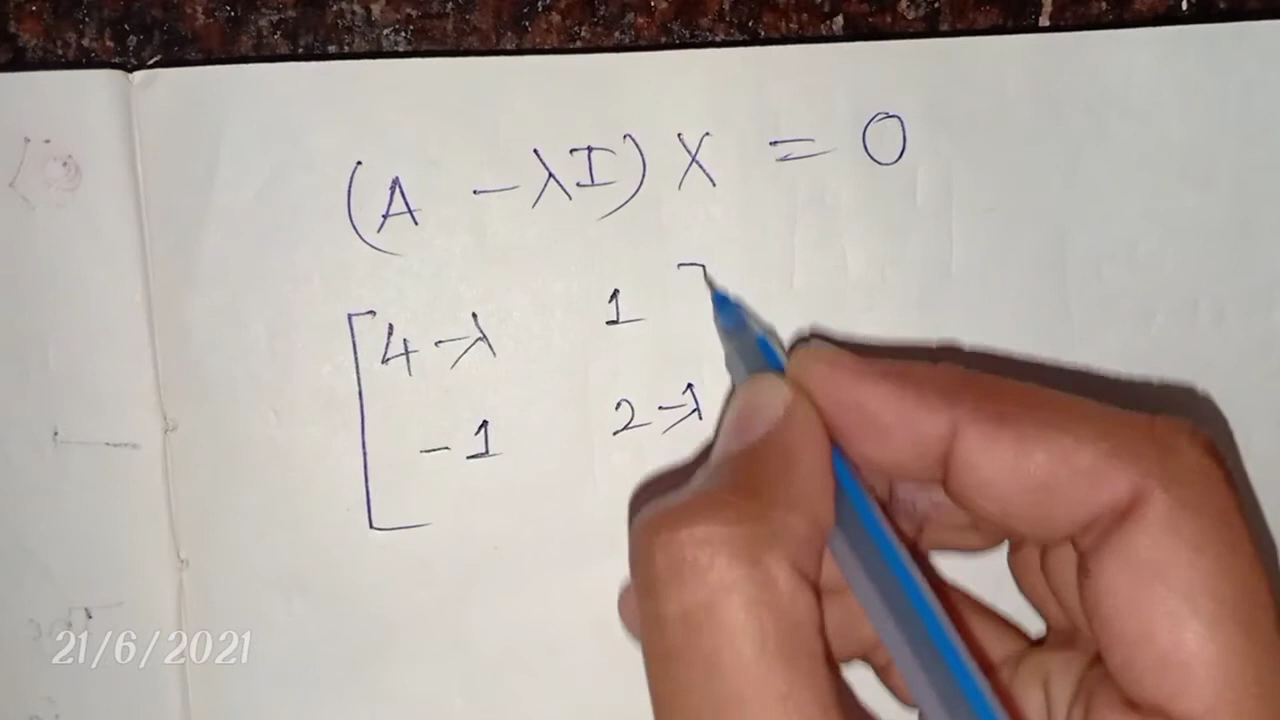 (A - λI) X = 0
[ 4 - λ 1 ]
-1 2 - λ
21/6/2021